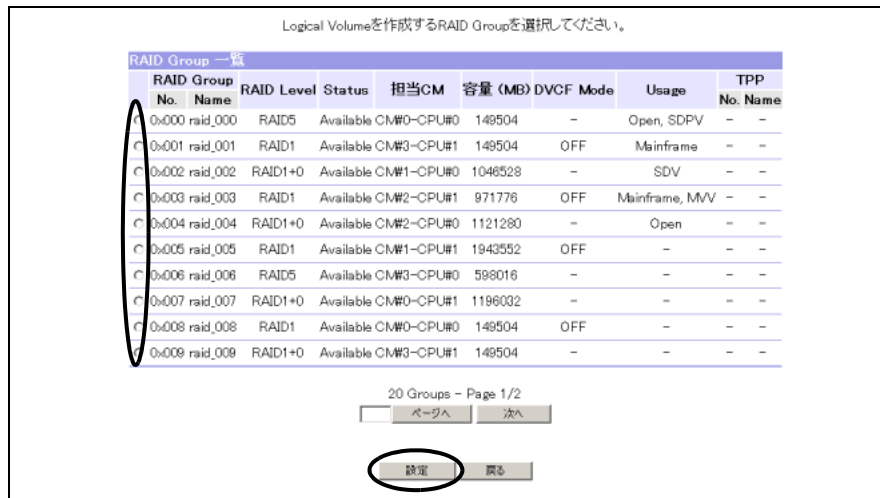 Logical Volumeを作成するRAID Groupを選択してください。
RAID Group 一覧
RAID Group RAID Level Status 担当CM 容量 (MB) DVCF Mode Usage TPP
No. Name No. Name
0x000 raid_000 RAID5 Available CM#0-CPU#0 149504 - Open, SDPV - -
0x001 raid_001 RAID1 Available CM#3-CPU#1 149504 OFF Mainframe - -
0x002 raid_002 RAID1+0 Available CM#1-CPU#0 1046528 - SDV - -
0x003 raid_003 RAID1 Available CM#2-CPU#1 971776 OFF Mainframe, MVV - -
0x004 raid_004 RAID1+0 Available CM#2-CPU#0 1121280 - Open - -
0x005 raid_005 RAID1 Available CM#1-CPU#1 1943552 OFF - - -
0x006 raid_006 RAID5 Available CM#3-CPU#0 598016 - - - -
0x007 raid_007 RAID1+0 Available CM#0-CPU#1 1196032 - - - -
0x008 raid_008 RAID1 Available CM#0-CPU#0 149504 OFF - - -
0x009 raid_009 RAID1+0 Available CM#3-CPU#1 149504 - - - -
20 Groups - Page 1/2
ページへ 次へ
設定 戻る